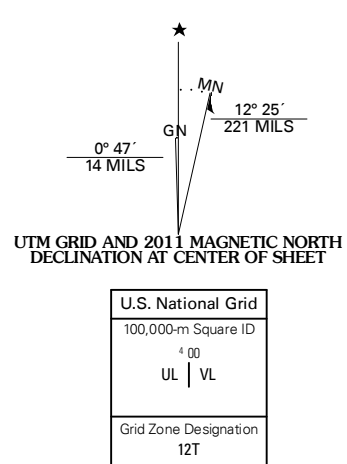 MN
12° 25´
221 MILS
GN
0° 47´
14 MILS
UTM GRID AND 2011 MAGNETIC NORTH
DECLINATION AT CENTER OF SHEET
U.S. National Grid
100,000-m Square ID
4 00
UL VL
Grid Zone Designation
12T